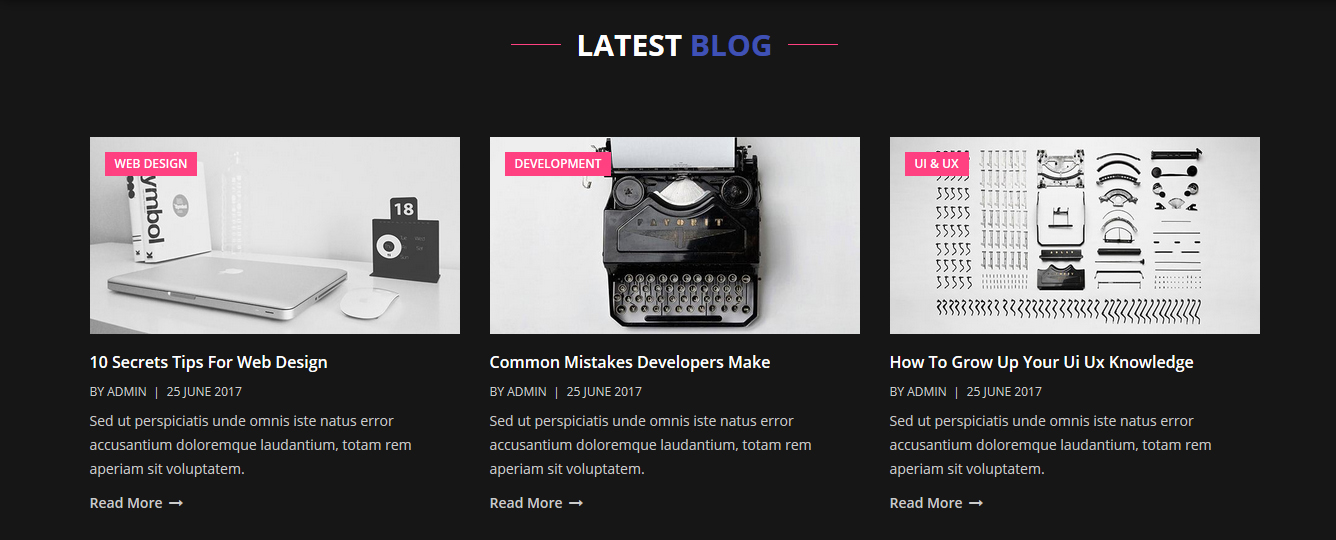 LATEST BLOG
WEB DESIGN
ymbol
18
10 Secrets Tips For Web Design
BY ADMIN | 25 JUNE 2017
Sed ut perspiciatis unde omnis iste natus error
accusantium doloremque laudantium, totam rem
aperiam sit voluptatem.
Read More →
DEVELOPMENT
FAVORIT
Common Mistakes Developers Make
BY ADMIN | 25 JUNE 2017
Sed ut perspiciatis unde omnis iste natus error
accusantium doloremque laudantium, totam rem
aperiam sit voluptatem.
Read More →
UI & UX
How To Grow Up Your Ui Ux Knowledge
BY ADMIN | 25 JUNE 2017
Sed ut perspiciatis unde omnis iste natus error
accusantium doloremque laudantium, totam rem
aperiam sit voluptatem.
Read More →